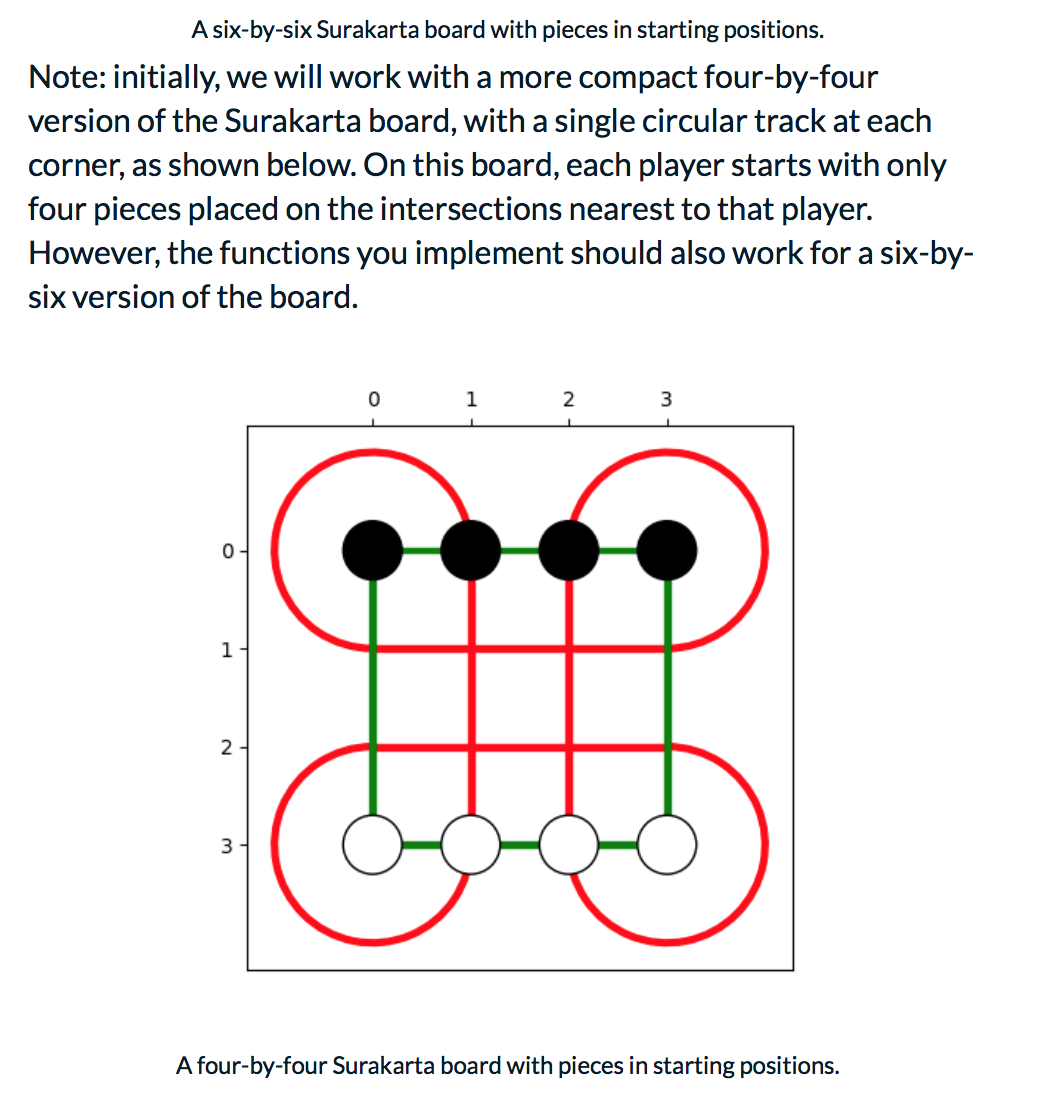 A six-by-six Surakarta board with pieces in starting positions.
Note: initially, we will work with a more compact four-by-four
version of the Surakarta board, with a single circular track at each
corner, as shown below. On this board, each player starts with only
four pieces placed on the intersections nearest to that player.
However, the functions you implement should also work for a six-by-
six version of the board.
0 1 2 3
0
1
2
3
A four-by-four Surakarta board with pieces in starting positions.